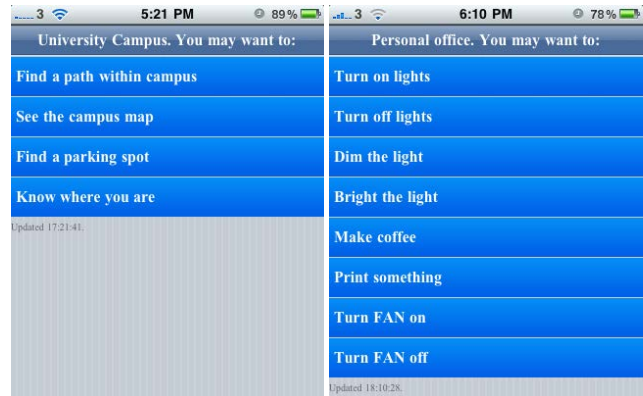 3 5:21 PM 89%
University Campus. You may want to:
Find a path within campus
See the campus map
Find a parking spot
Know where you are
Updated 17:21:41.
3 6:10 PM 78%
Personal office. You may want to:
Turn on lights
Turn off lights
Dim the light
Bright the light
Make coffee
Print something
Turn FAN on
Turn FAN off
Updated 18:10:28.